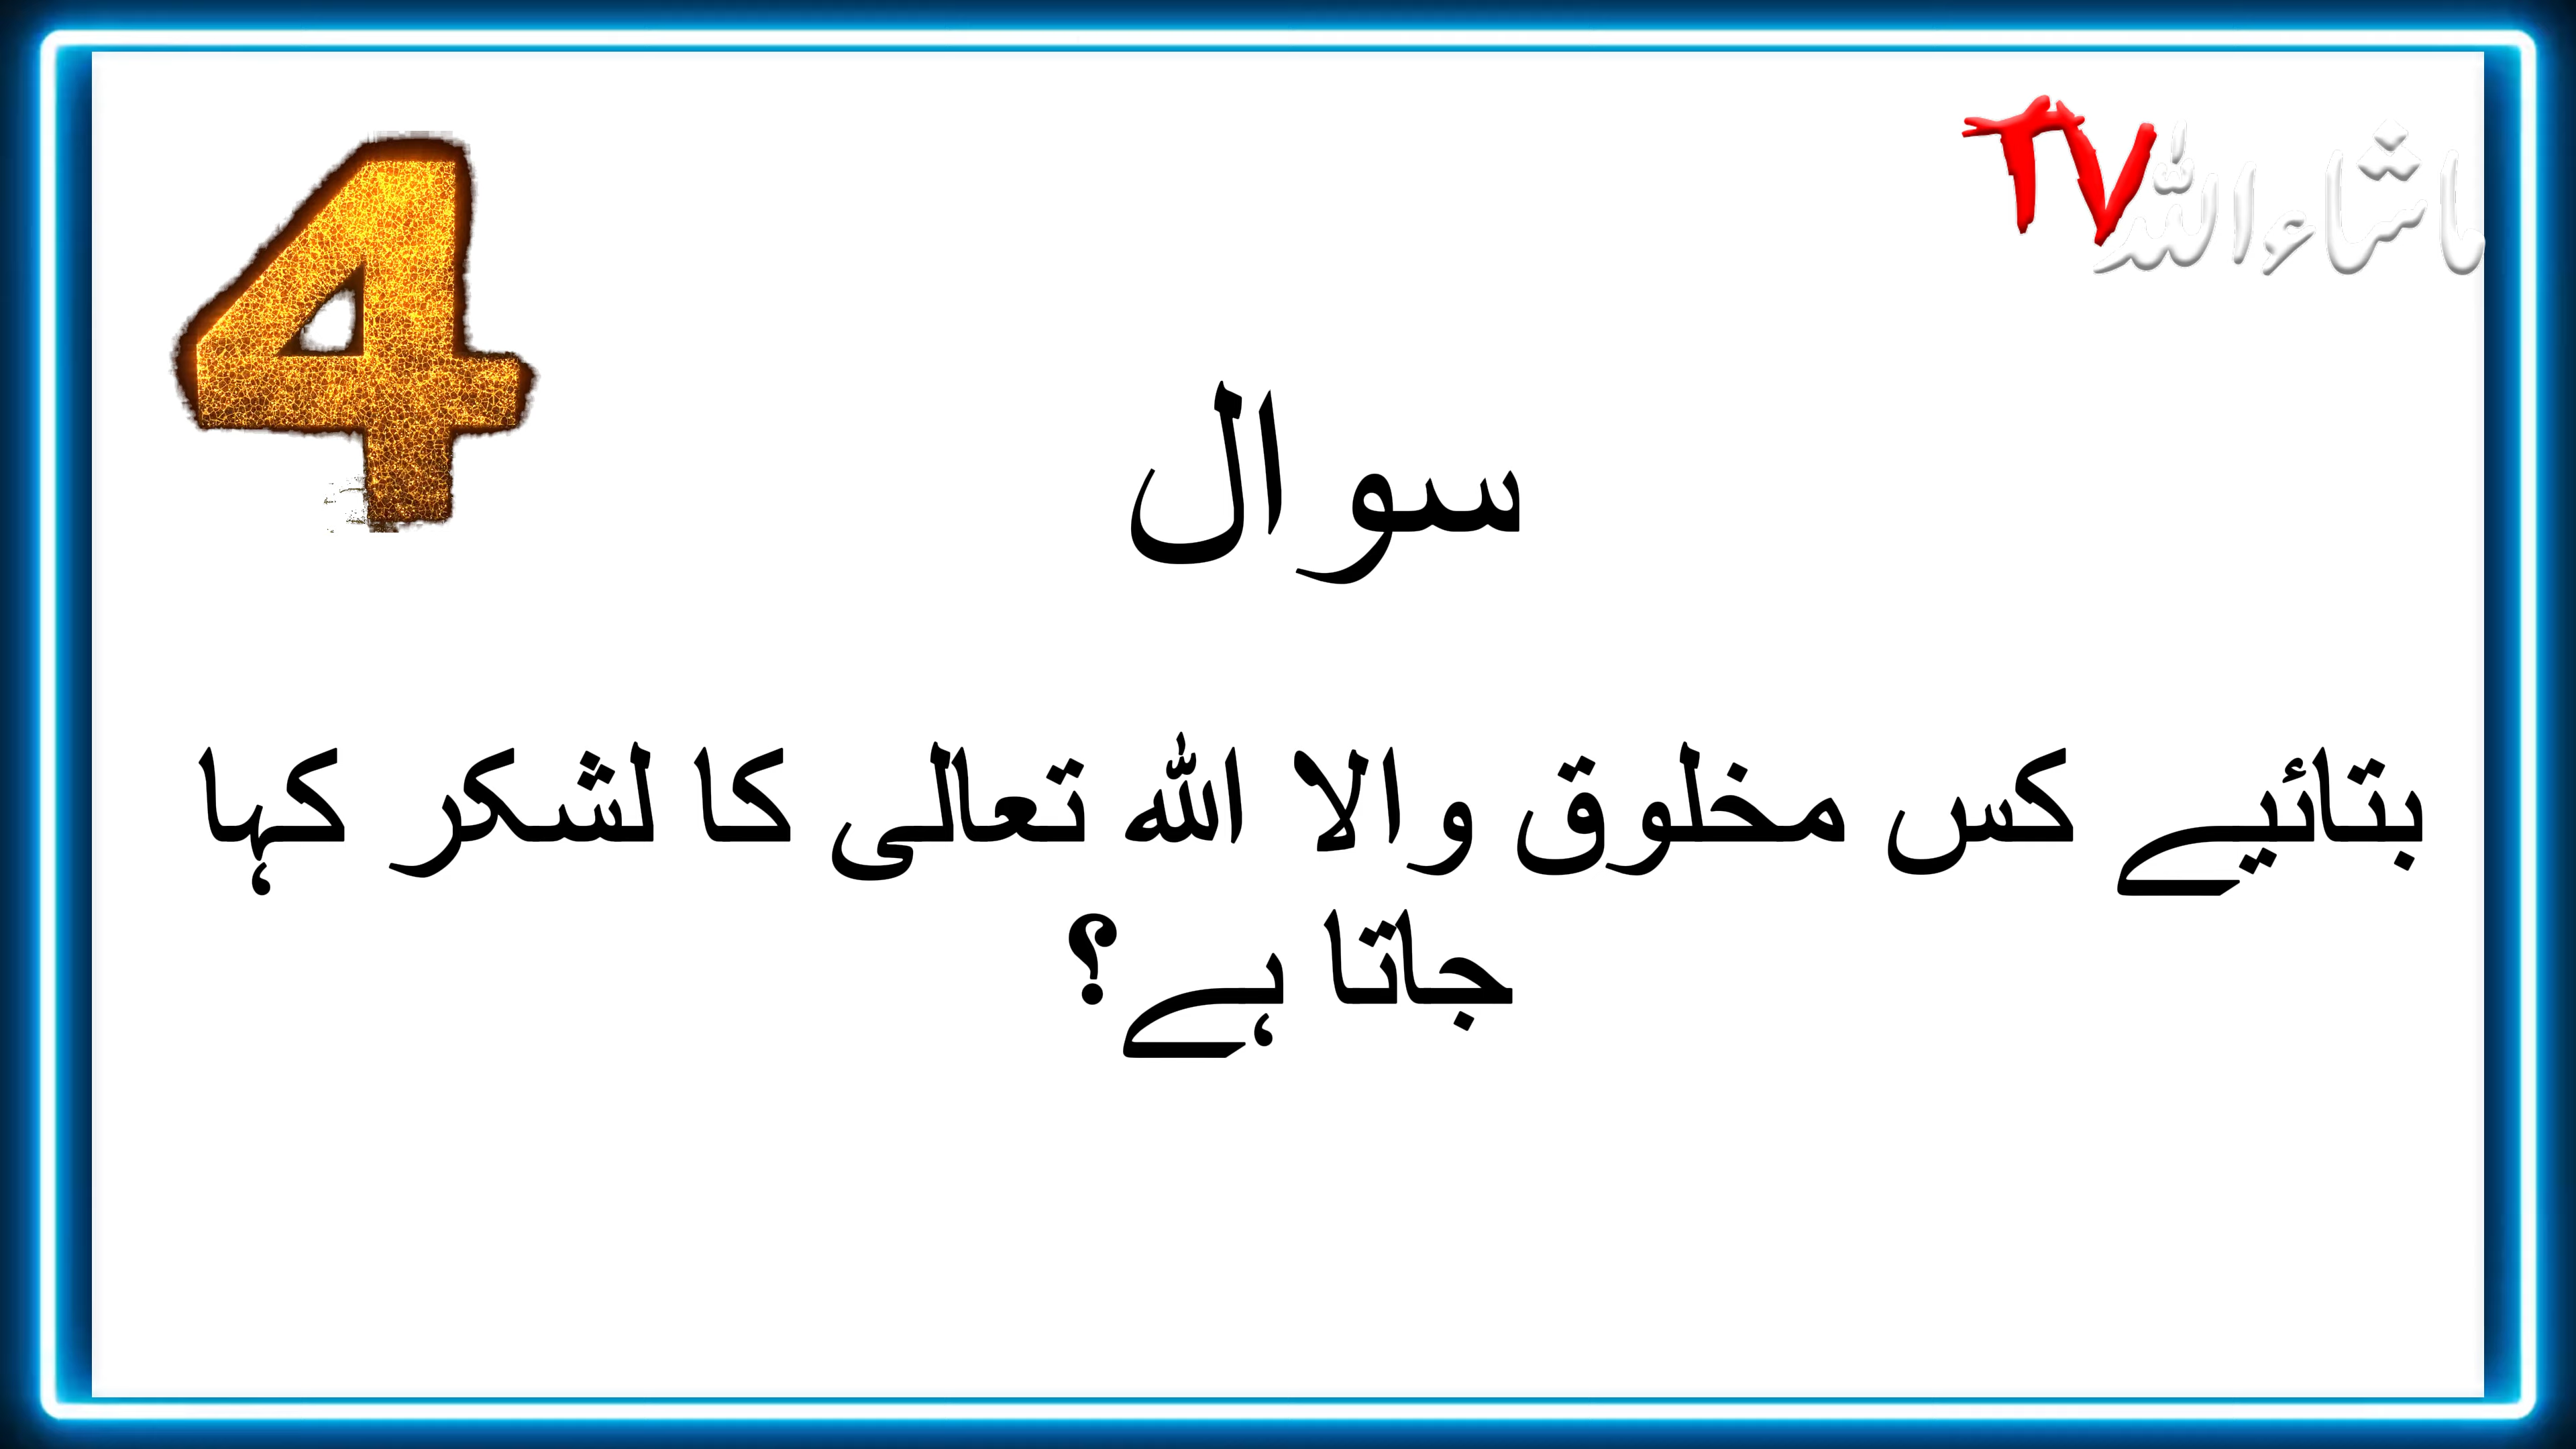 4
ماشاءاللہ TV
سوال
بتائیے کس مخلوق والا اللہ تعالی کا لشکر کہا
جاتا ہے؟